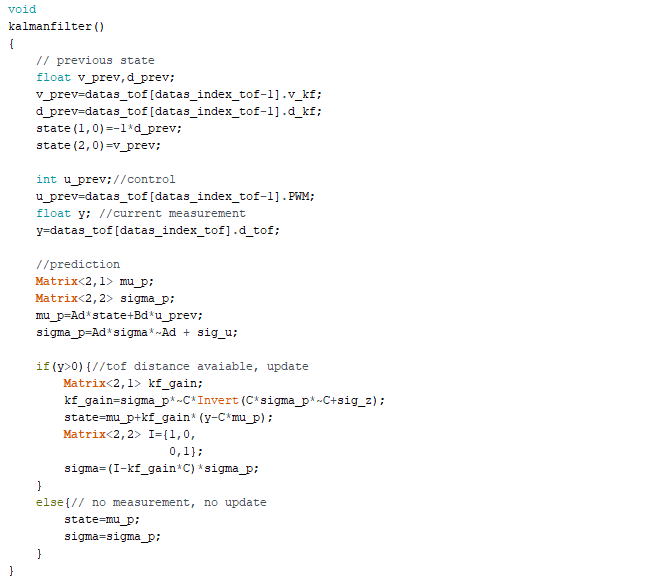 void
kalmanfilter()
{
    // previous state
    float v_prev,d_prev;
    v_prev=datas_tof[datas_index_tof-1].v_kf;
    d_prev=datas_tof[datas_index_tof-1].d_kf;
    state(1,0)=-1*d_prev;
    state(2,0)=v_prev;

    int u_prev;//control
    u_prev=datas_tof[datas_index_tof-1].PWM;
    float y; //current measurement
    y=datas_tof[datas_index_tof].d_tof;

    //prediction
    Matrix<2,1> mu_p;
    Matrix<2,2> sigma_p;
    mu_p=Ad*state+Bd*u_prev;
    sigma_p=Ad*sigma*~Ad + sig_u;

    if(y>0){//tof distance avaiable, update
        Matrix<2,1> kf_gain;
        kf_gain=sigma_p*~C*Invert(C*sigma_p*~C+sig_z);
        state=mu_p+kf_gain*(y-C*mu_p);
        Matrix<2,2> I={1,0,
                      0,1};
        sigma=(I-kf_gain*C)*sigma_p;
    }
    else{// no measurement, no update
        state=mu_p;
        sigma=sigma_p;
    }
}